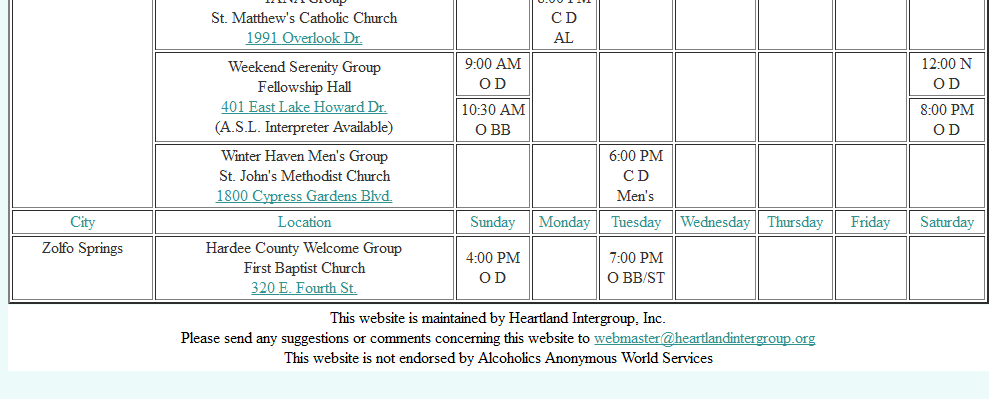 IANA Group
St. Matthew's Catholic Church
1991 Overlook Dr.
8:00 PM
C D
AL
Weekend Serenity Group
Fellowship Hall
401 East Lake Howard Dr.
(A.S.L. Interpreter Available)
9:00 AM
O D
10:30 AM
O BB
12:00 N
O D
8:00 PM
O D
Winter Haven Men's Group
St. John's Methodist Church
1800 Cypress Gardens Blvd.
6:00 PM
C D
Men's
City Location Sunday Monday Tuesday Wednesday Thursday Friday Saturday
Zolfo Springs
Hardee County Welcome Group
First Baptist Church
320 E. Fourth St.
4:00 PM
O D
7:00 PM
O BB/ST
This website is maintained by Heartland Intergroup, Inc.
Please send any suggestions or comments concerning this website to webmaster@heartlandintergroup.org
This website is not endorsed by Alcoholics Anonymous World Services